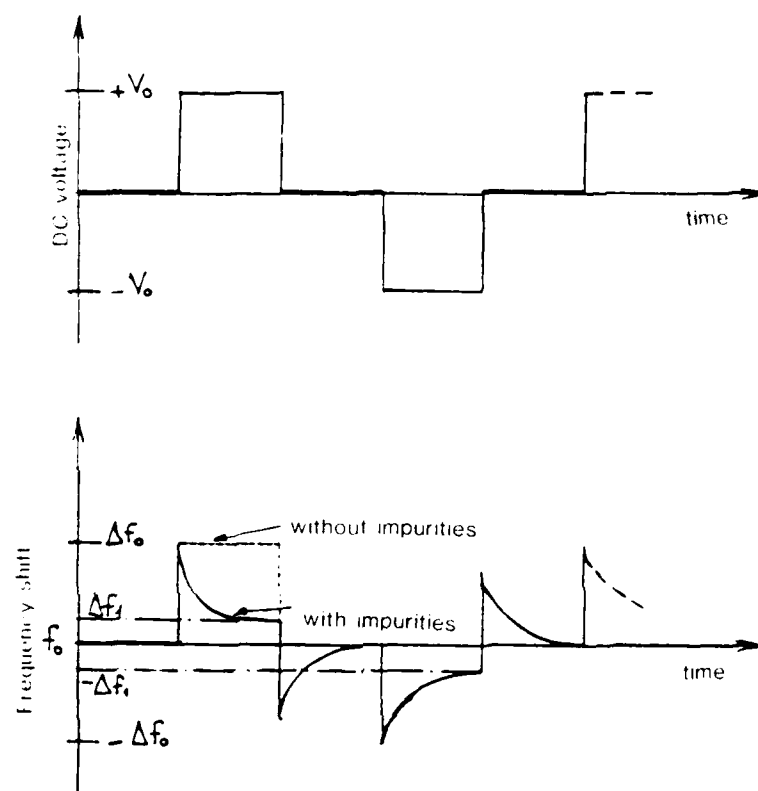 +V₀
DC voltage
time
-V₀
Δf₀
without impurities
Δf₁
with impurities
f₀
Frequency shift
time
-Δf₁
-Δf₀